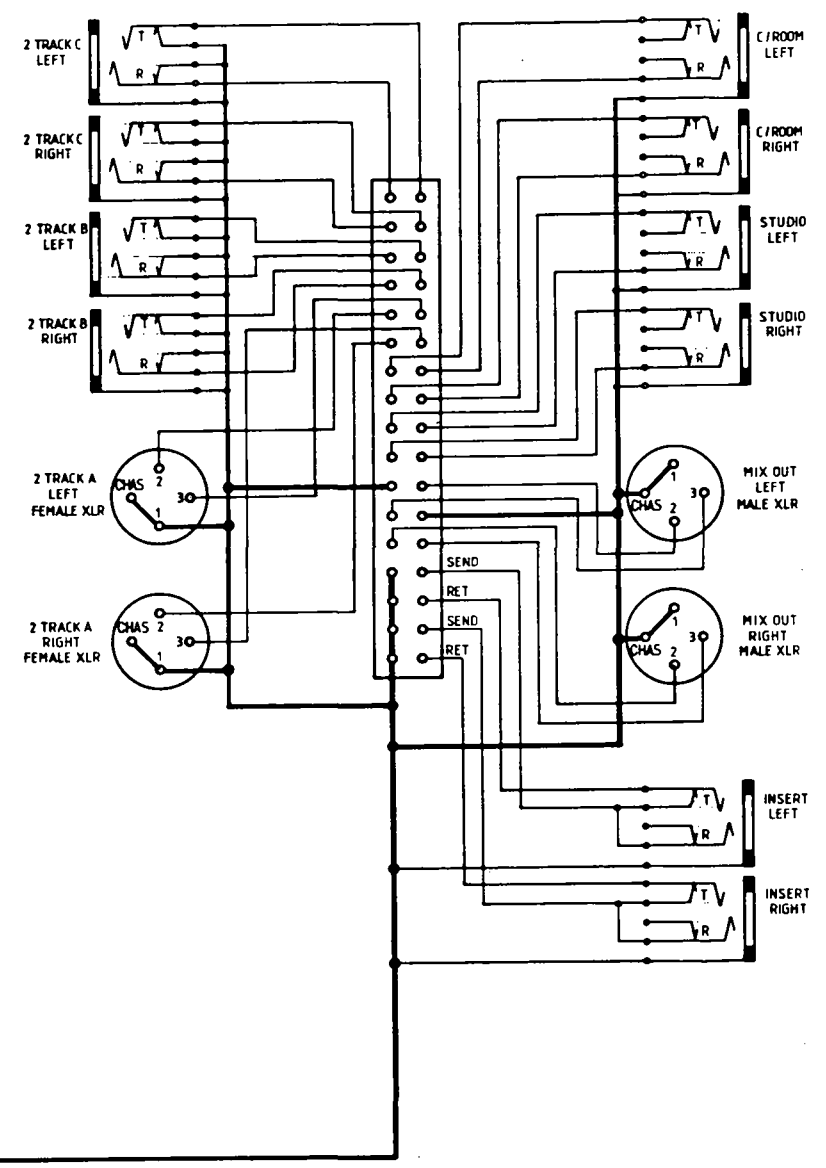 2 TRACK C
LEFT
T
R
2 TRACK C
RIGHT
T
R
2 TRACK B
LEFT
T
R
2 TRACK B
RIGHT
T
R
2 TRACK A
LEFT
FEMALE XLR
CHAS
2
3
1
2 TRACK A
RIGHT
FEMALE XLR
CHAS
2
3
1
SEND
RET
SEND
RET
T
R
C/ROOM
LEFT
T
R
C/ROOM
RIGHT
T
R
STUDIO
LEFT
T
R
STUDIO
RIGHT
1
3
CHAS
2
MIX OUT
LEFT
MALE XLR
1
3
CHAS
2
MIX OUT
RIGHT
MALE XLR
T
R
INSERT
LEFT
T
R
INSERT
RIGHT